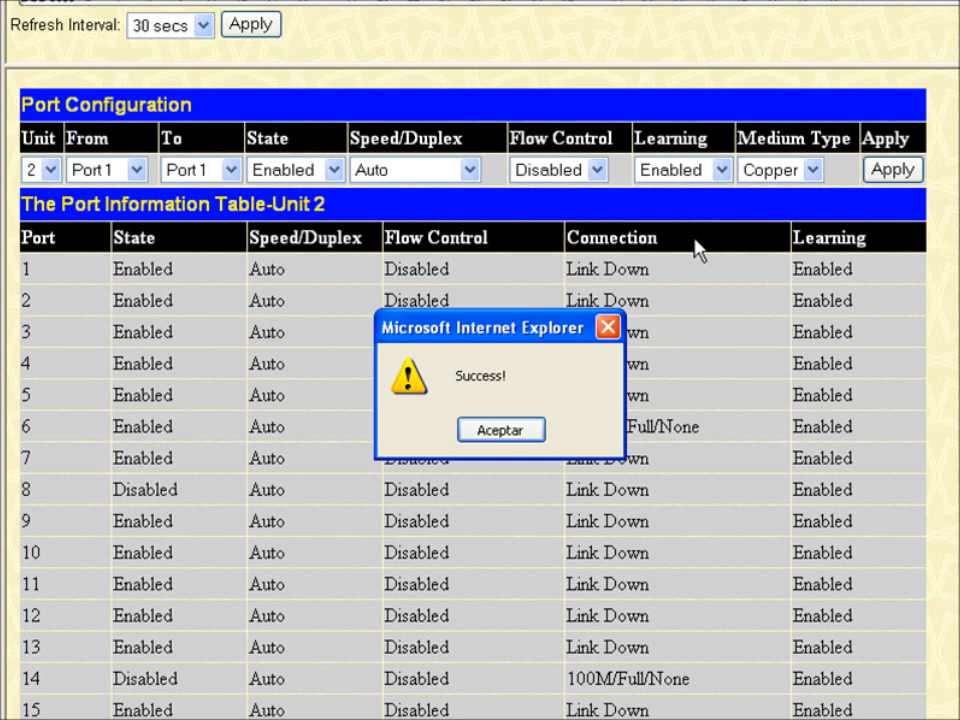 Refresh Interval: 30 secs Apply
Port Configuration
Unit From To State Speed/Duplex Flow Control Learning Medium Type Apply
2 Port 1 Port 1 Enabled Auto Disabled Enabled Copper Apply
The Port Information Table-Unit 2
Port State Speed/Duplex Flow Control Connection Learning
1 Enabled Auto Disabled Link Down Enabled
2 Enabled Auto Disabled Link Down Enabled
Microsoft Internet Explorer
Success!
Aceptar
3 Enabled Auto Enabled
4 Enabled Auto Enabled
5 Enabled Auto Enabled
6 Enabled Auto Full/None Enabled
7 Enabled Auto Disabled Link Down Enabled
8 Disabled Auto Disabled Link Down Enabled
9 Enabled Auto Disabled Link Down Enabled
10 Enabled Auto Disabled Link Down Enabled
11 Enabled Auto Disabled Link Down Enabled
12 Enabled Auto Disabled Link Down Enabled
13 Enabled Auto Disabled Link Down Enabled
14 Disabled Auto Disabled 100M/Full/None Enabled
15 Enabled Auto Disabled Link Down Enabled